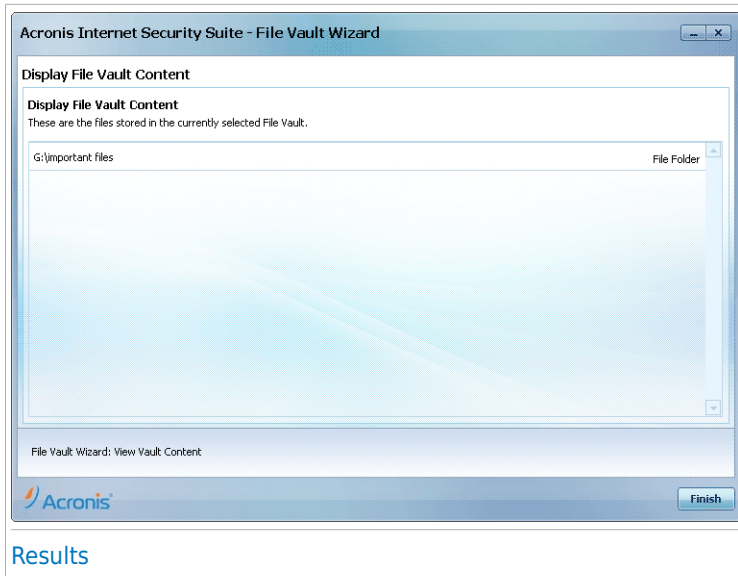 Acronis Internet Security Suite - File Vault Wizard
Display File Vault Content
Display File Vault Content
These are the files stored in the currently selected File Vault.
G:\important files File Folder
File Vault Wizard: View Vault Content
Acronis
Finish
Results